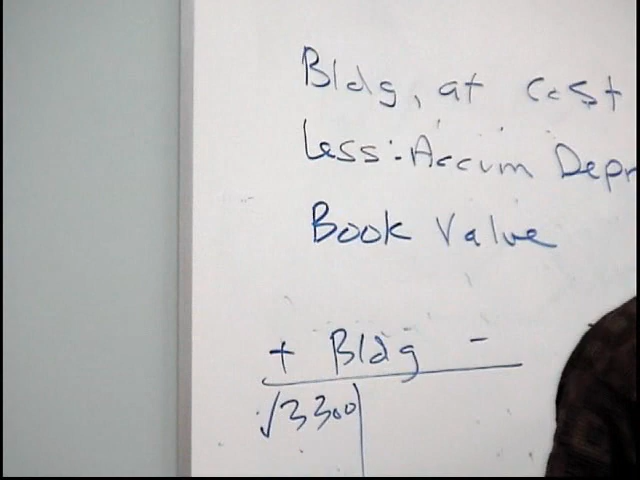 Bldg, at cost
Less: Accum Depr
Book Value
+ Bldg -
√3300